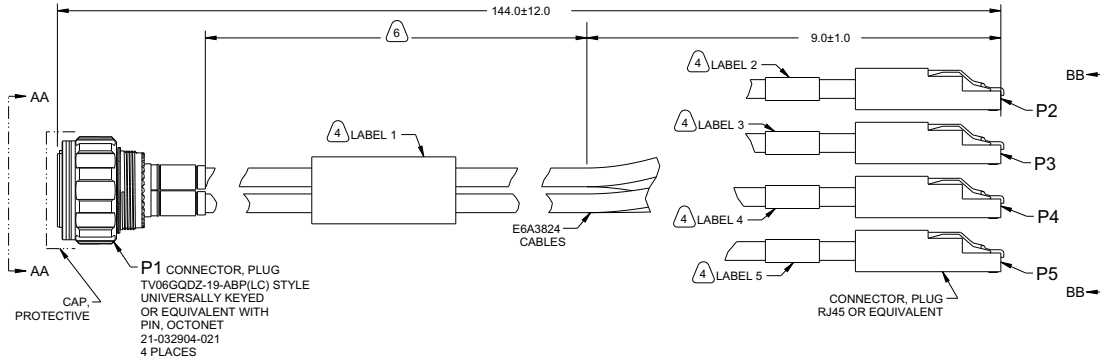 144.0±12.0
6
9.0±1.0
4 LABEL 2
BB
AA
P2
4 LABEL 1
4 LABEL 3
P3
4 LABEL 4
P4
E6A3824
CABLES
4 LABEL 5
P5
AA
P1 CONNECTOR, PLUG
TV06GQDZ-19-ABP(LC) STYLE
UNIVERSALLY KEYED
OR EQUIVALENT WITH
PIN, OCTONET
21-032904-021
4 PLACES
CAP,
PROTECTIVE
CONNECTOR, PLUG
RJ45 OR EQUIVALENT
BB